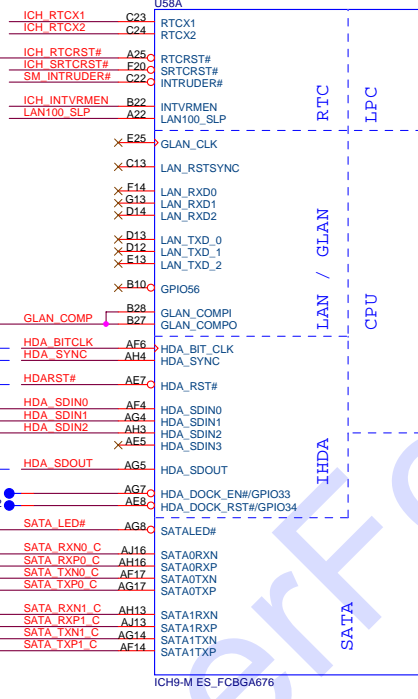 U58A
ICH_RTCX1 C23 RTCX1
ICH_RTCX2 C24 RTCX2
ICH_RTCRST# A25 RTCRST#
ICH_SRTCRST# F20 SRTCRST#
SM_INTRUDER# C22 INTRUDER#
ICH_INTVRMEN B22 INTVRMEN
LAN100_SLP A22 LAN100_SLP
RTC
LPC
E25 GLAN_CLK
C13 LAN_RSTSYNC
F14 LAN_RXD0
G13 LAN_RXD1
D14 LAN_RXD2
D13 LAN_TXD_0
D12 LAN_TXD_1
E13 LAN_TXD_2
B10 GPIO56
B28 GLAN_COMPI
GLAN_COMP B27 GLAN_COMPO
LAN / GLAN
CPU
HDA_BITCLK AF6 HDA_BIT_CLK
HDA_SYNC AH4 HDA_SYNC
HDARST# AE7 HDA_RST#
HDA_SDIN0 AF4 HDA_SDIN0
HDA_SDIN1 AG4 HDA_SDIN1
HDA_SDIN2 AH3 HDA_SDIN2
AE5 HDA_SDIN3
HDA_SDOUT AG5 HDA_SDOUT
AG7 HDA_DOCK_EN#/GPIO33
AE8 HDA_DOCK_RST#/GPIO34
IHDA
SATA_LED# AG8 SATALED#
SATA_RXN0_C AJ16 SATA0RXN
SATA_RXP0_C AH16 SATA0RXP
SATA_TXN0_C AF17 SATA0TXN
SATA_TXP0_C AG17 SATA0TXP
SATA_RXN1_C AH13 SATA1RXN
SATA_RXP1_C AJ13 SATA1RXP
SATA_TXN1_C AG14 SATA1TXN
SATA_TXP1_C AF14 SATA1TXP
SATA
ICH9-M ES_FCBGA676